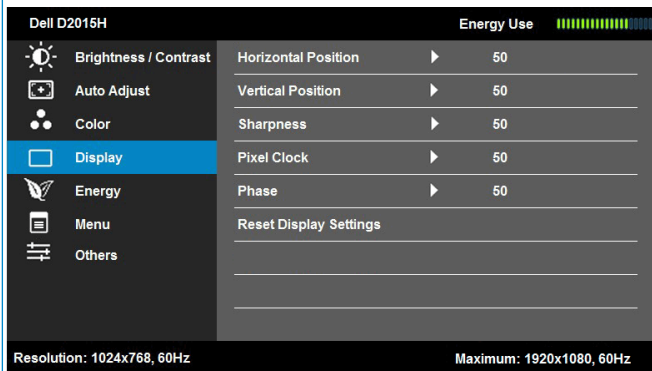 Dell D2015H Energy Use
Brightness / Contrast Horizontal Position 50
Auto Adjust Vertical Position 50
Color Sharpness 50
Display Pixel Clock 50
Energy Phase 50
Menu Reset Display Settings
Others
Resolution: 1024x768, 60Hz Maximum: 1920x1080, 60Hz